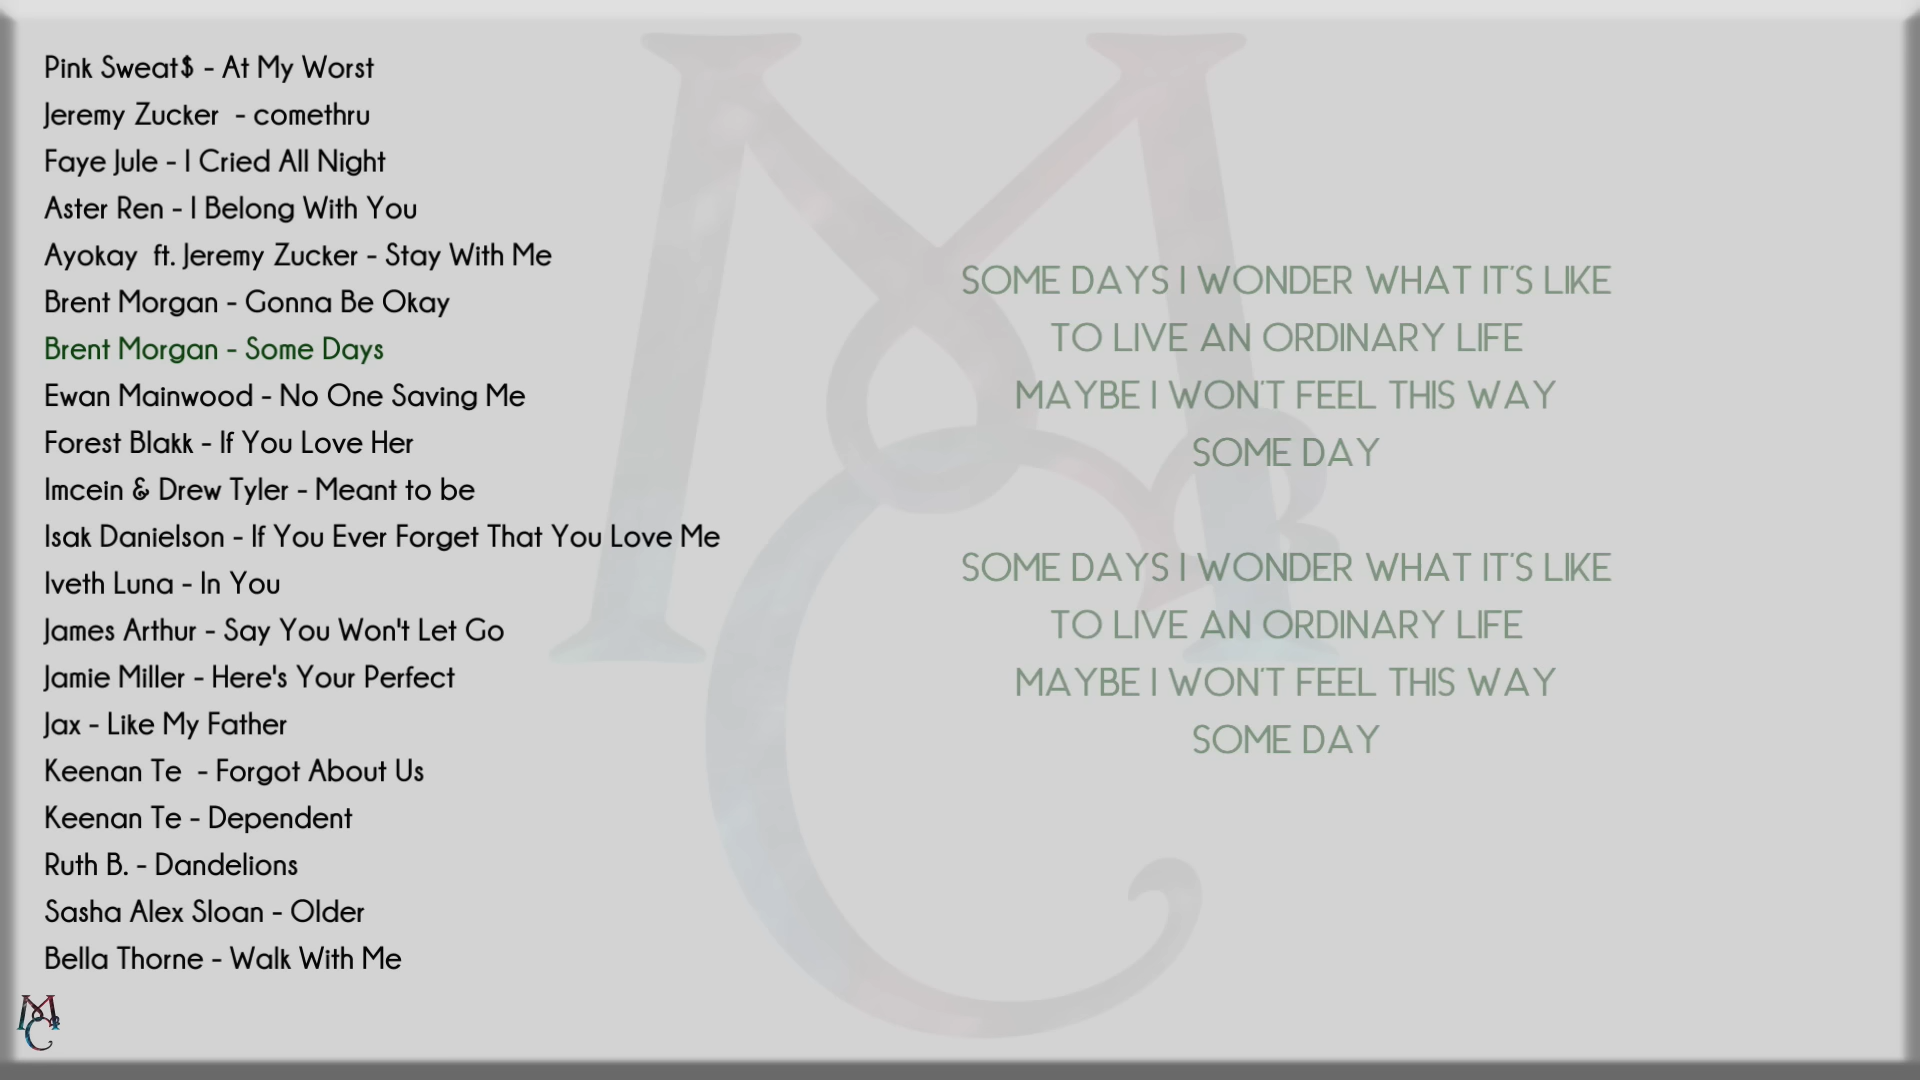 Pink Sweat$ - At My Worst
Jeremy Zucker  - comethru
Faye Jule - I Cried All Night
Aster Ren - I Belong With You
Ayokay  ft. Jeremy Zucker - Stay With Me
Brent Morgan - Gonna Be Okay
Brent Morgan - Some Days
Ewan Mainwood - No One Saving Me
Forest Blakk - If You Love Her
Imcein & Drew Tyler - Meant to be
Isak Danielson - If You Ever Forget That You Love Me
Iveth Luna - In You
James Arthur - Say You Won't Let Go
Jamie Miller - Here's Your Perfect
Jax - Like My Father
Keenan Te  - Forgot About Us
Keenan Te - Dependent
Ruth B. - Dandelions
Sasha Alex Sloan - Older
Bella Thorne - Walk With Me
SOME DAYS I WONDER WHAT IT'S LIKE
TO LIVE AN ORDINARY LIFE
MAYBE I WON'T FEEL THIS WAY
SOME DAY
SOME DAYS I WONDER WHAT IT'S LIKE
TO LIVE AN ORDINARY LIFE
MAYBE I WON'T FEEL THIS WAY
SOME DAY